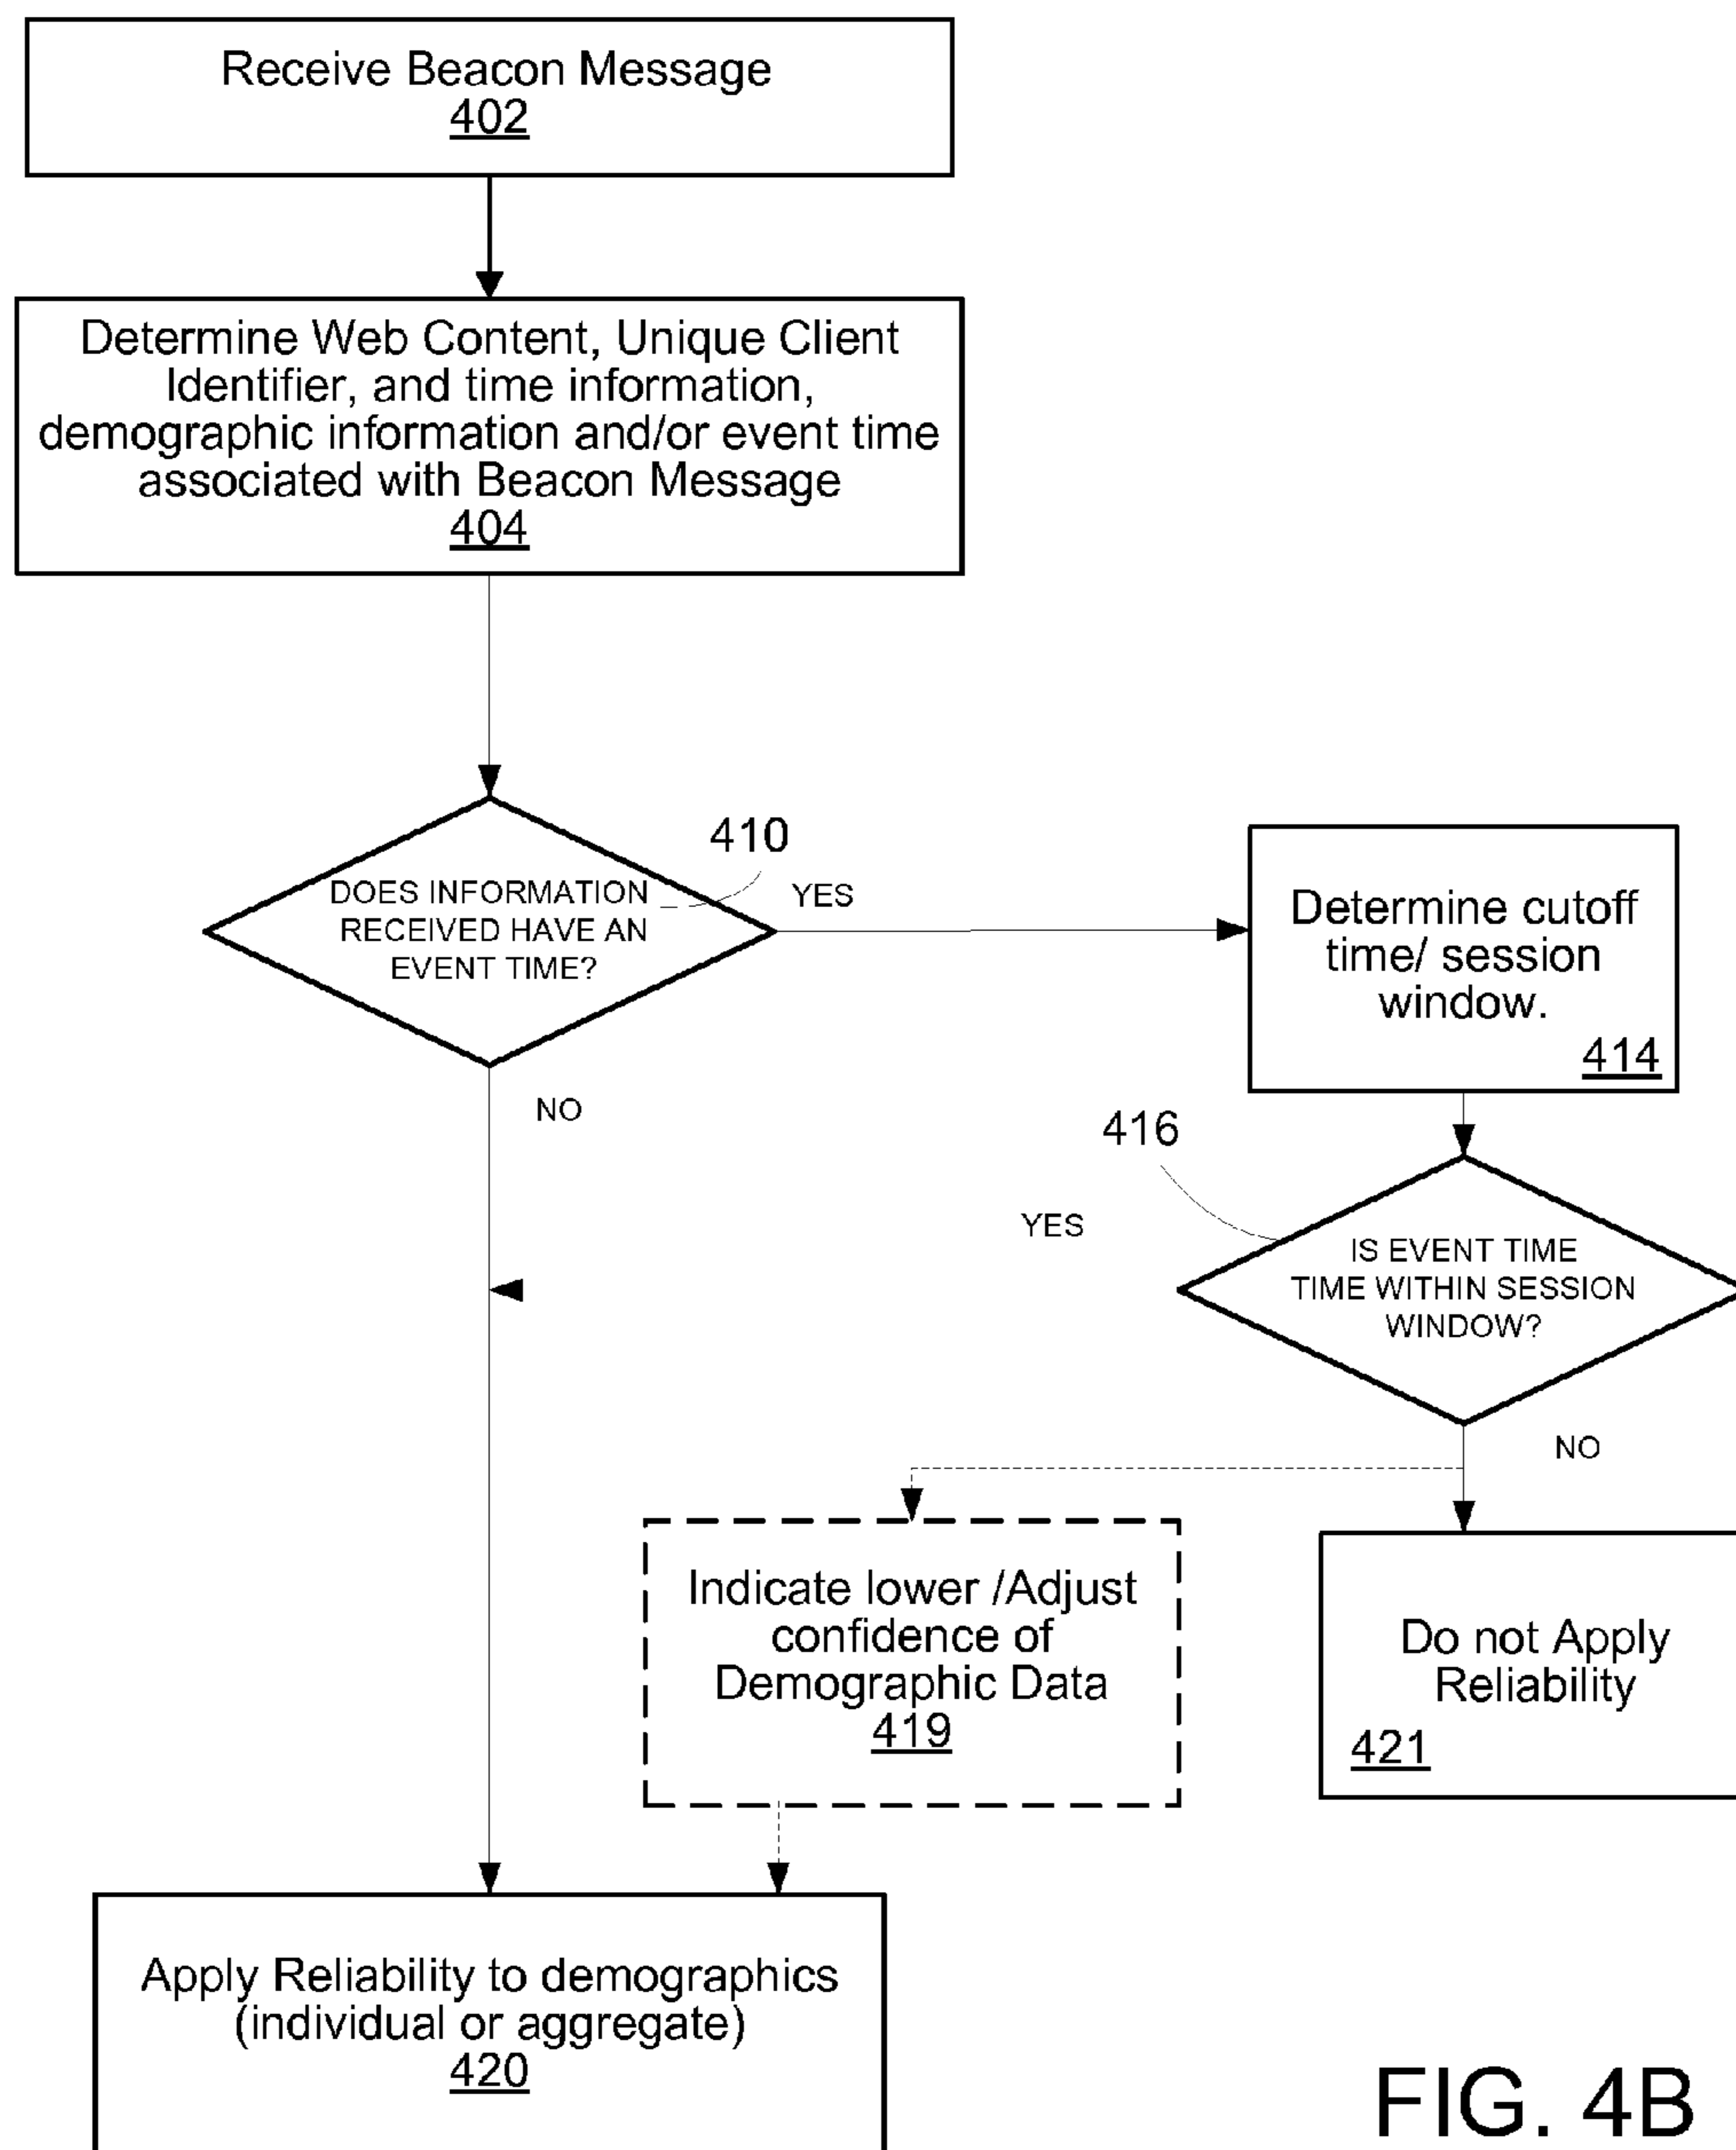 Receive Beacon Message
402
Determine Web Content, Unique Client
Identifier, and time information,
demographic information and/or event time
associated with Beacon Message
404
410
DOES INFORMATION
RECEIVED HAVE AN
EVENT TIME?
YES
NO
Determine cutoff
time/ session
window.
414
416
YES
IS EVENT TIME
TIME WITHIN SESSION
WINDOW?
NO
Indicate lower /Adjust
confidence of
Demographic Data
419
Do not Apply
Reliability
421
Apply Reliability to demographics
(individual or aggregate)
420
FIG. 4B